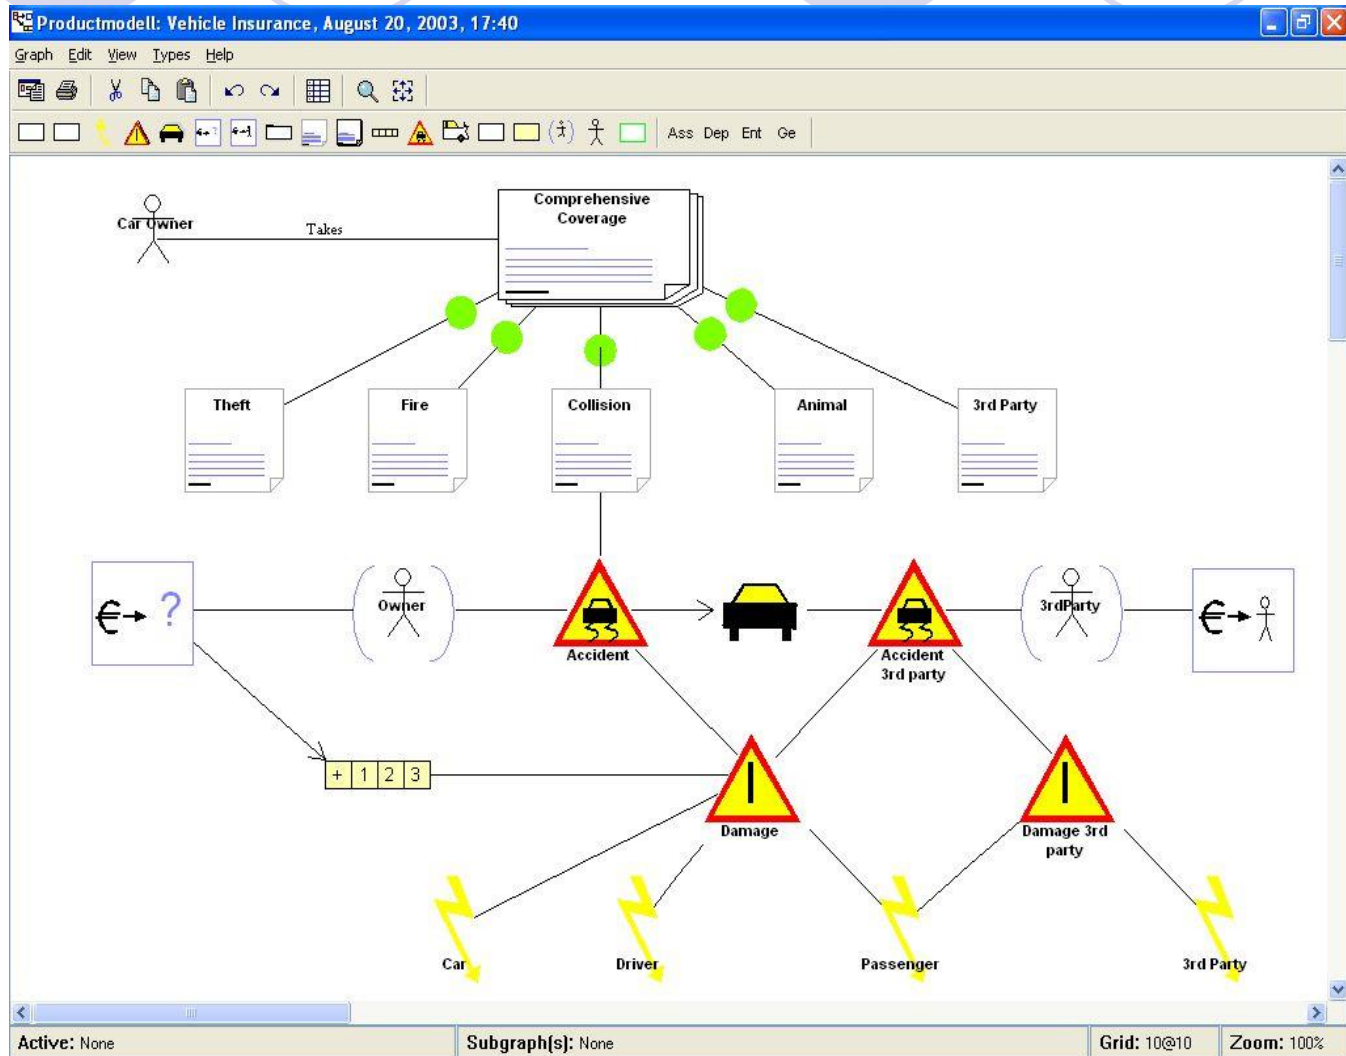 Productmodell: Vehicle Insurance, August 20, 2003, 17:40
Graph Edit View Types Help
Ass Dep Ent Ge
Comprehensive
Coverage
Car Owner
Takes
Theft
Fire
Collision
Animal
3rd Party
€ ?
Owner
3rdParty
€
Accident
Accident
3rd party
+ 1 2 3
Damage
Damage 3rd
party
Car
Driver
Passenger
3rd Party
Active: None
Subgraph(s): None
Grid: 10@10
Zoom: 100%